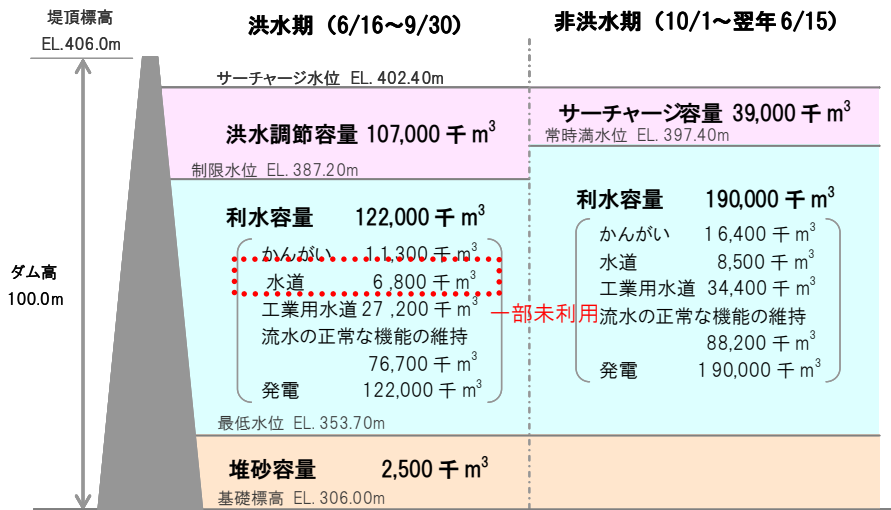 堤頂標高
EL.406.0m
洪水期（6/16～9/30）
非洪水期（10/1～翌年6/15）
サーチャージ水位 EL. 402.40m
洪水調節容量 107,000 千 m³
サーチャージ容量 39,000 千 m³
常時満水位 EL. 397.40m
制限水位 EL. 387.20m
ダム高
100.0m
利水容量 122,000 千 m³
かんがい 11,300 千 m³
水道 6,800 千 m³
工業用水道 27,200 千 m³
一部未利用
流水の正常な機能の維持
76,700 千 m³
発電 122,000 千 m³
利水容量 190,000 千 m³
かんがい 16,400 千 m³
水道 8,500 千 m³
工業用水道 34,400 千 m³
流水の正常な機能の維持
88,200 千 m³
発電 190,000 千 m³
最低水位 EL. 353.70m
堆砂容量 2,500 千 m³
基礎標高 EL. 306.00m